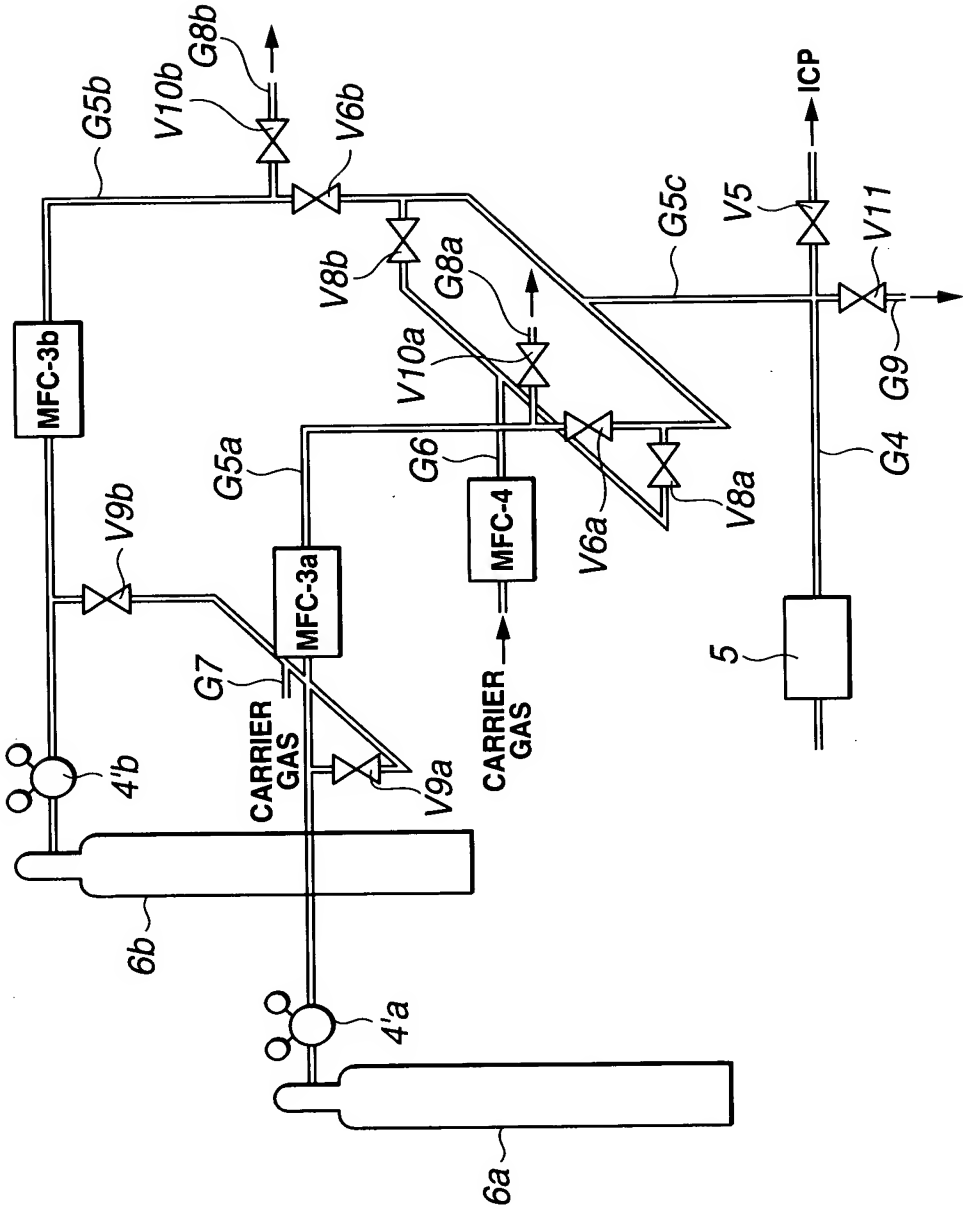 G5b
V10b
G8b
V6b
MFC-3b
V9b
4'b
6b
V8b
G8a
V10a
G5a
G6
V6a
V8a
MFC-3a
MFC-4
G7
CARRIER
GAS
CARRIER
GAS
V9a
4'a
6a
G5c
V5
ICP
V11
G9
G4
5